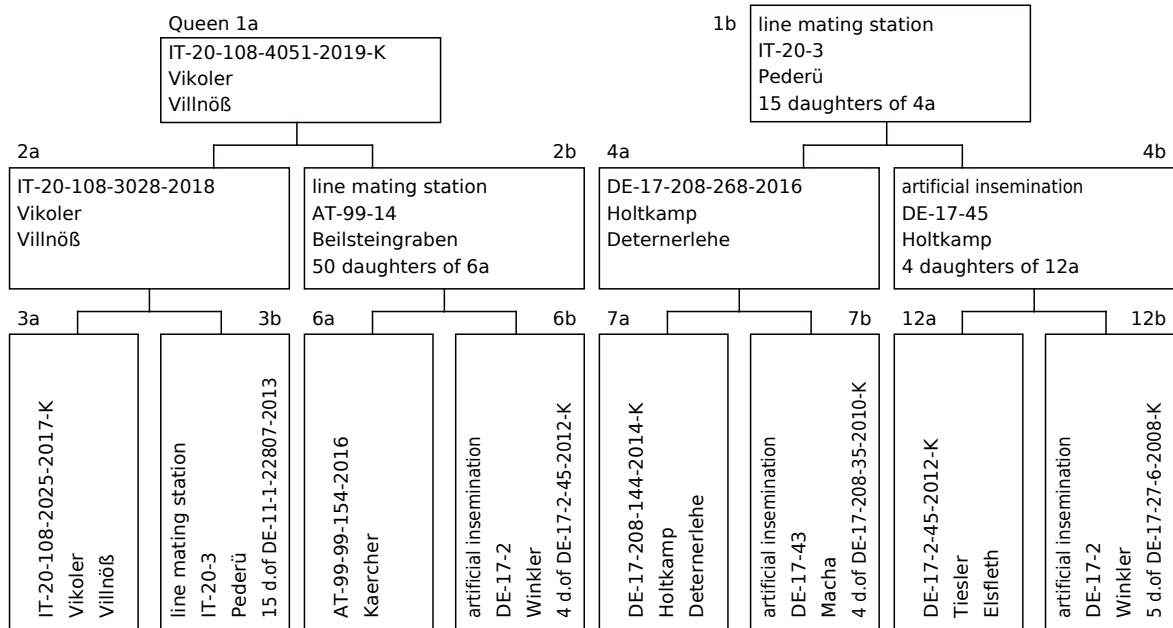 Queen 1a
IT-20-108-4051-2019-K
Vikoler
Villnöß
1b
line mating station
IT-20-3
Pederü
15 daughters of 4a
2a
IT-20-108-3028-2018
Vikoler
Villnöß
2b
line mating station
AT-99-14
Beilsteingraben
50 daughters of 6a
4a
DE-17-208-268-2016
Holtkamp
Deternerlehe
4b
artificial insemination
DE-17-45
Holtkamp
4 daughters of 12a
3a
IT-20-108-2025-2017-K
Vikoler
Villnöß
3b
line mating station
IT-20-3
Pederü
15 d.of DE-11-1-22807-2013
6a
AT-99-99-154-2016
Kaercher
6b
artificial insemination
DE-17-2
Winkler
4 d.of DE-17-2-45-2012-K
7a
DE-17-208-144-2014-K
Holtkamp
Deternerlehe
7b
artificial insemination
DE-17-43
Macha
4 d.of DE-17-208-35-2010-K
12a
DE-17-2-45-2012-K
Tiesler
Elsfleth
12b
artificial insemination
DE-17-2
Winkler
5 d.of DE-17-27-6-2008-K